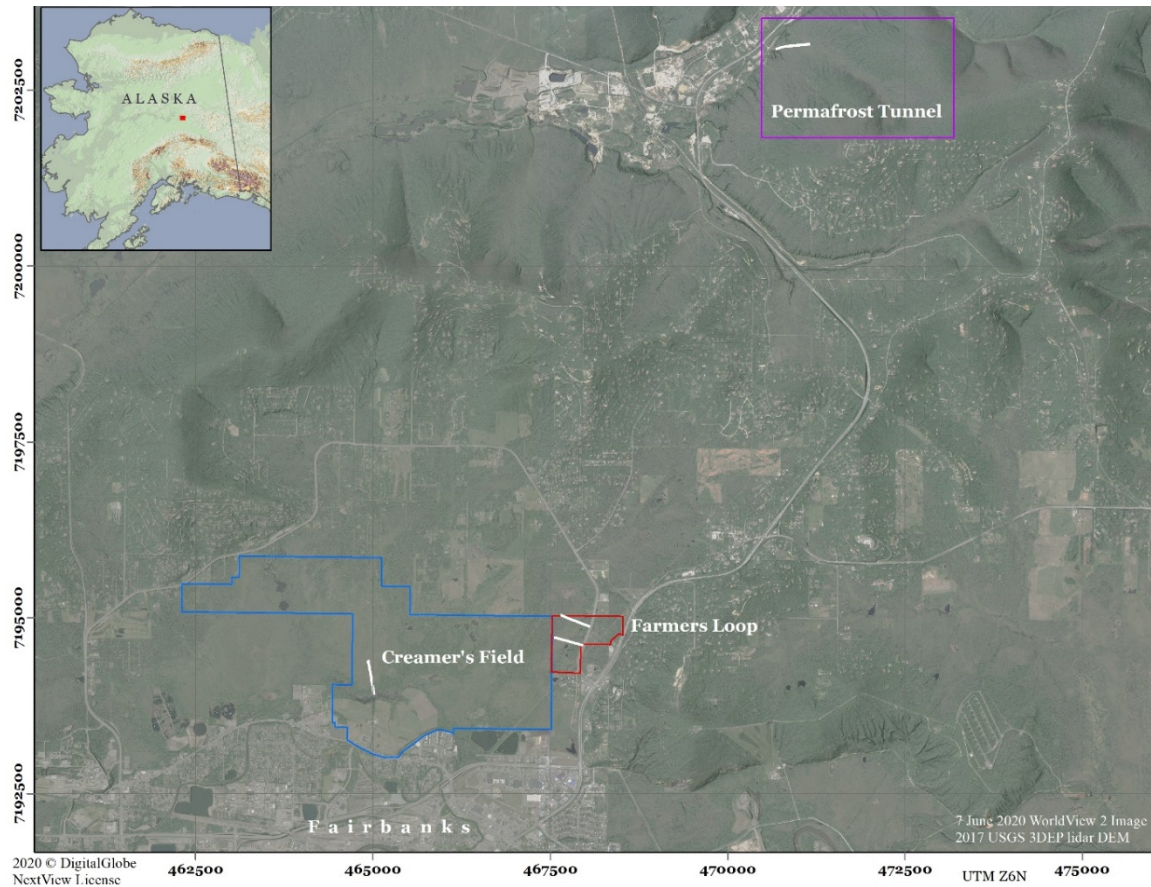 ALASKA
Permafrost Tunnel
7202500
7200000
7197500
7195000
7192500
Farmers Loop
Creamer's Field
Fairbanks
7 June 2020 WorldView 2 Image
2017 USGS 3DEP lidar DEM
2020 © DigitalGlobe
NextView License
462500
465000
467500
470000
472500
475000
UTM Z6N